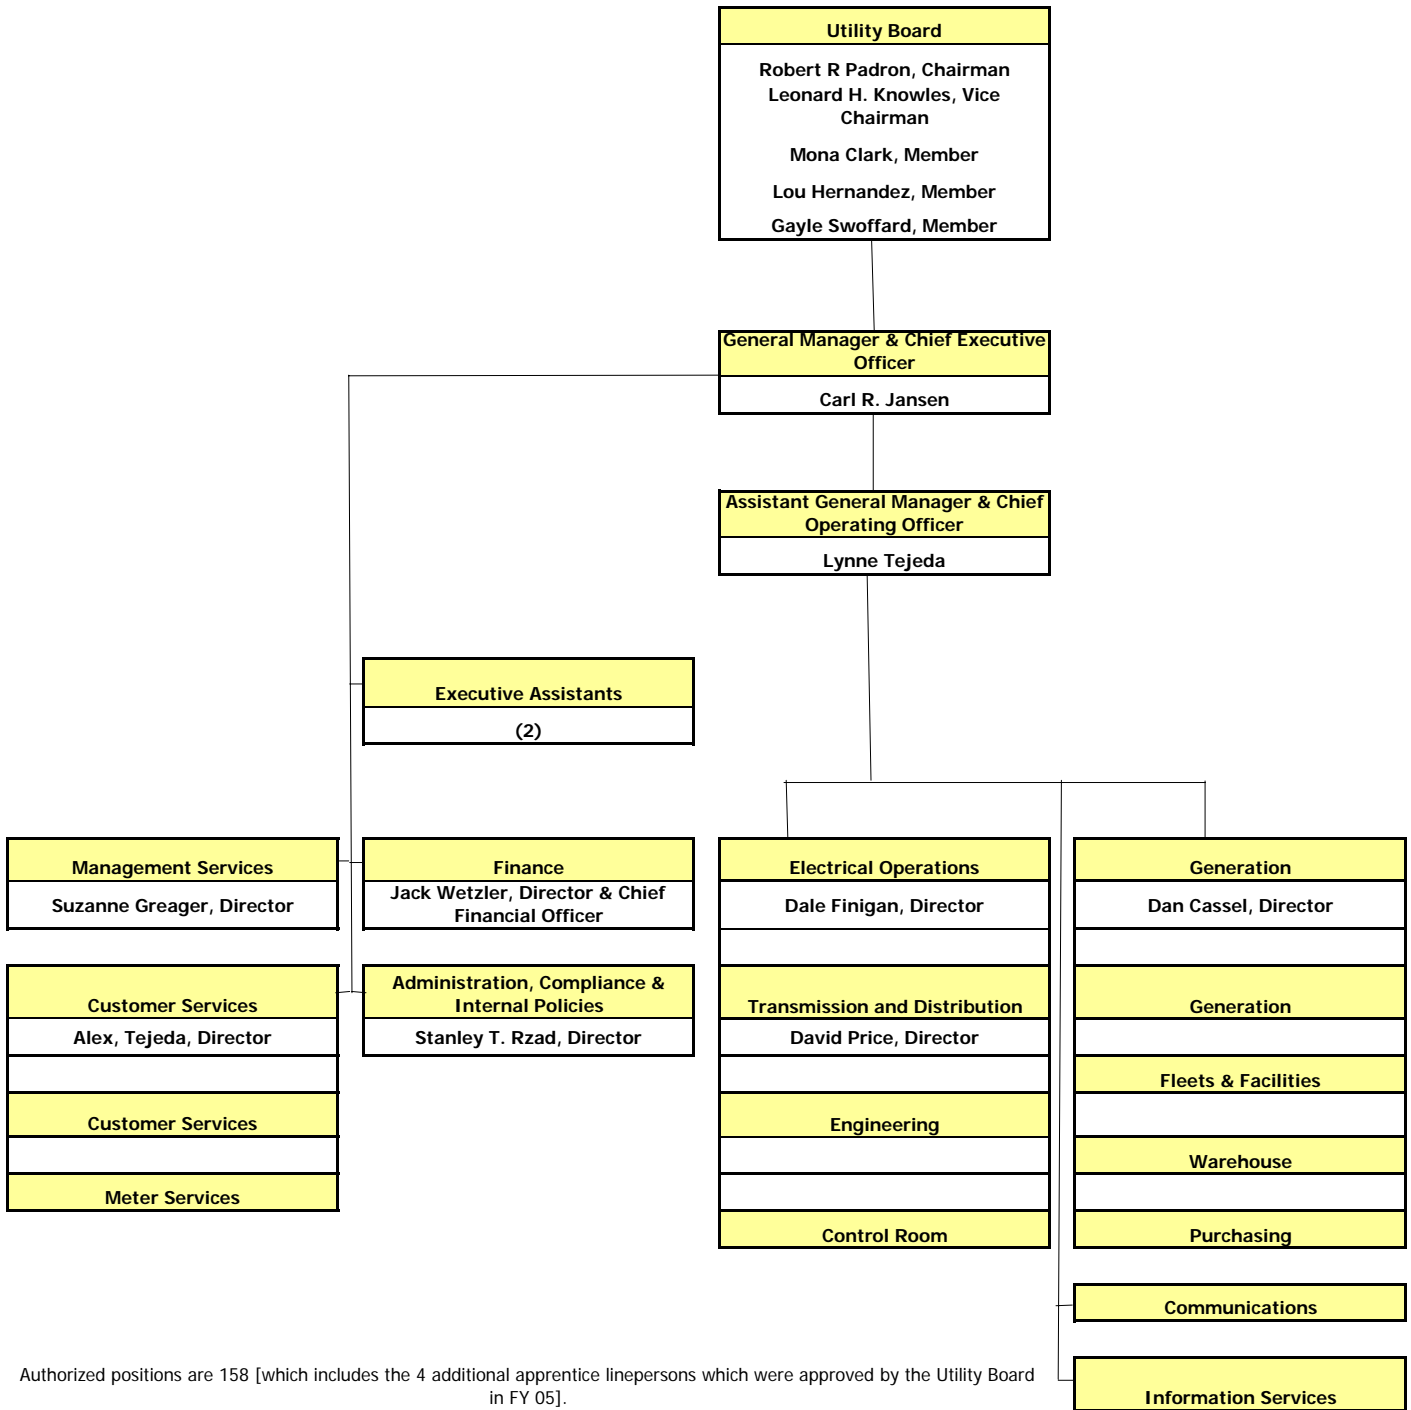 Utility Board
Robert R Padron, Chairman
Leonard H. Knowles, Vice
Chairman
Mona Clark, Member
Lou Hernandez, Member
Gayle Swoffard, Member
General Manager & Chief Executive
Officer
Carl R. Jansen
Assistant General Manager & Chief
Operating Officer
Lynne Tejeda
Executive Assistants
(2)
Management Services
Suzanne Greager, Director
Customer Services
Alex, Tejeda, Director
Customer Services
Meter Services
Finance
Jack Wetzler, Director & Chief
Financial Officer
Administration, Compliance &
Internal Policies
Stanley T. Rzad, Director
Electrical Operations
Dale Finigan, Director
Transmission and Distribution
David Price, Director
Engineering
Control Room
Generation
Dan Cassel, Director
Generation
Fleets & Facilities
Warehouse
Purchasing
Communications
Information Services
Authorized positions are 158 [which includes the 4 additional apprentice linepersons which were approved by the Utility Board
in FY 05].